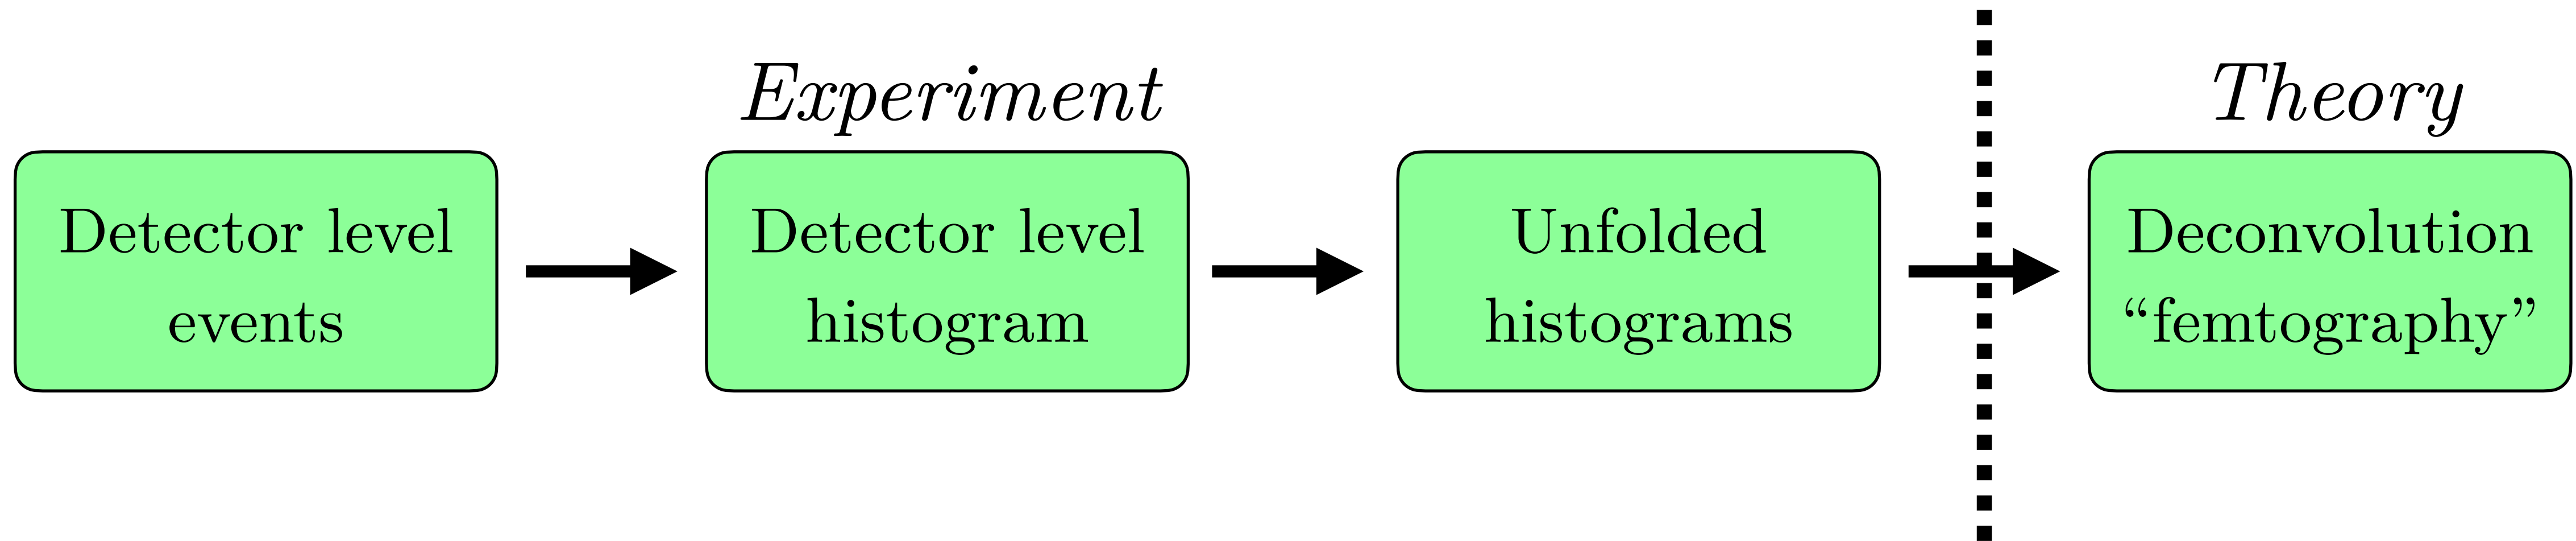 Experiment
Theory
Detector level
events
Detector level
histogram
Unfolded
histograms
Deconvolution
“femtography”